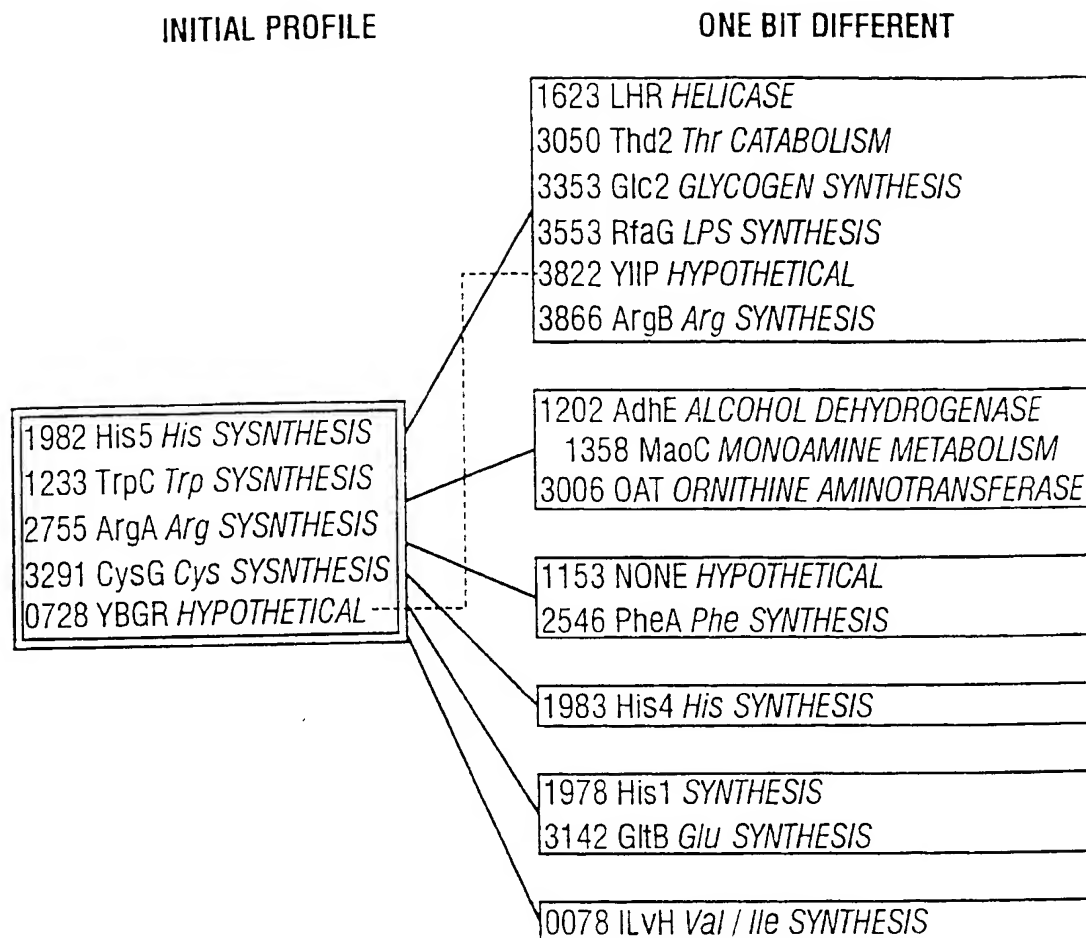 INITIAL PROFILE
ONE BIT DIFFERENT
1982 His5 His SYSNTHESIS
1233 TrpC Trp SYSNTHESIS
2755 ArgA Arg SYSNTHESIS
3291 CysG Cys SYSNTHESIS
0728 YBGR HYPOTHETICAL
1623 LHR HELICASE
3050 Thd2 Thr CATABOLISM
3353 Glc2 GLYCOGEN SYNTHESIS
3553 RfaG LPS SYNTHESIS
3822 YIIP HYPOTHETICAL
3866 ArgB Arg SYNTHESIS
1202 AdhE ALCOHOL DEHYDROGENASE
1358 MaoC MONOAMINE METABOLISM
3006 OAT ORNITHINE AMINOTRANSFERASE
1153 NONE HYPOTHETICAL
2546 PheA Phe SYNTHESIS
1983 His4 His SYNTHESIS
1978 His1 SYNTHESIS
3142 GltB Glu SYNTHESIS
0078 ILvH Val / Ile SYNTHESIS